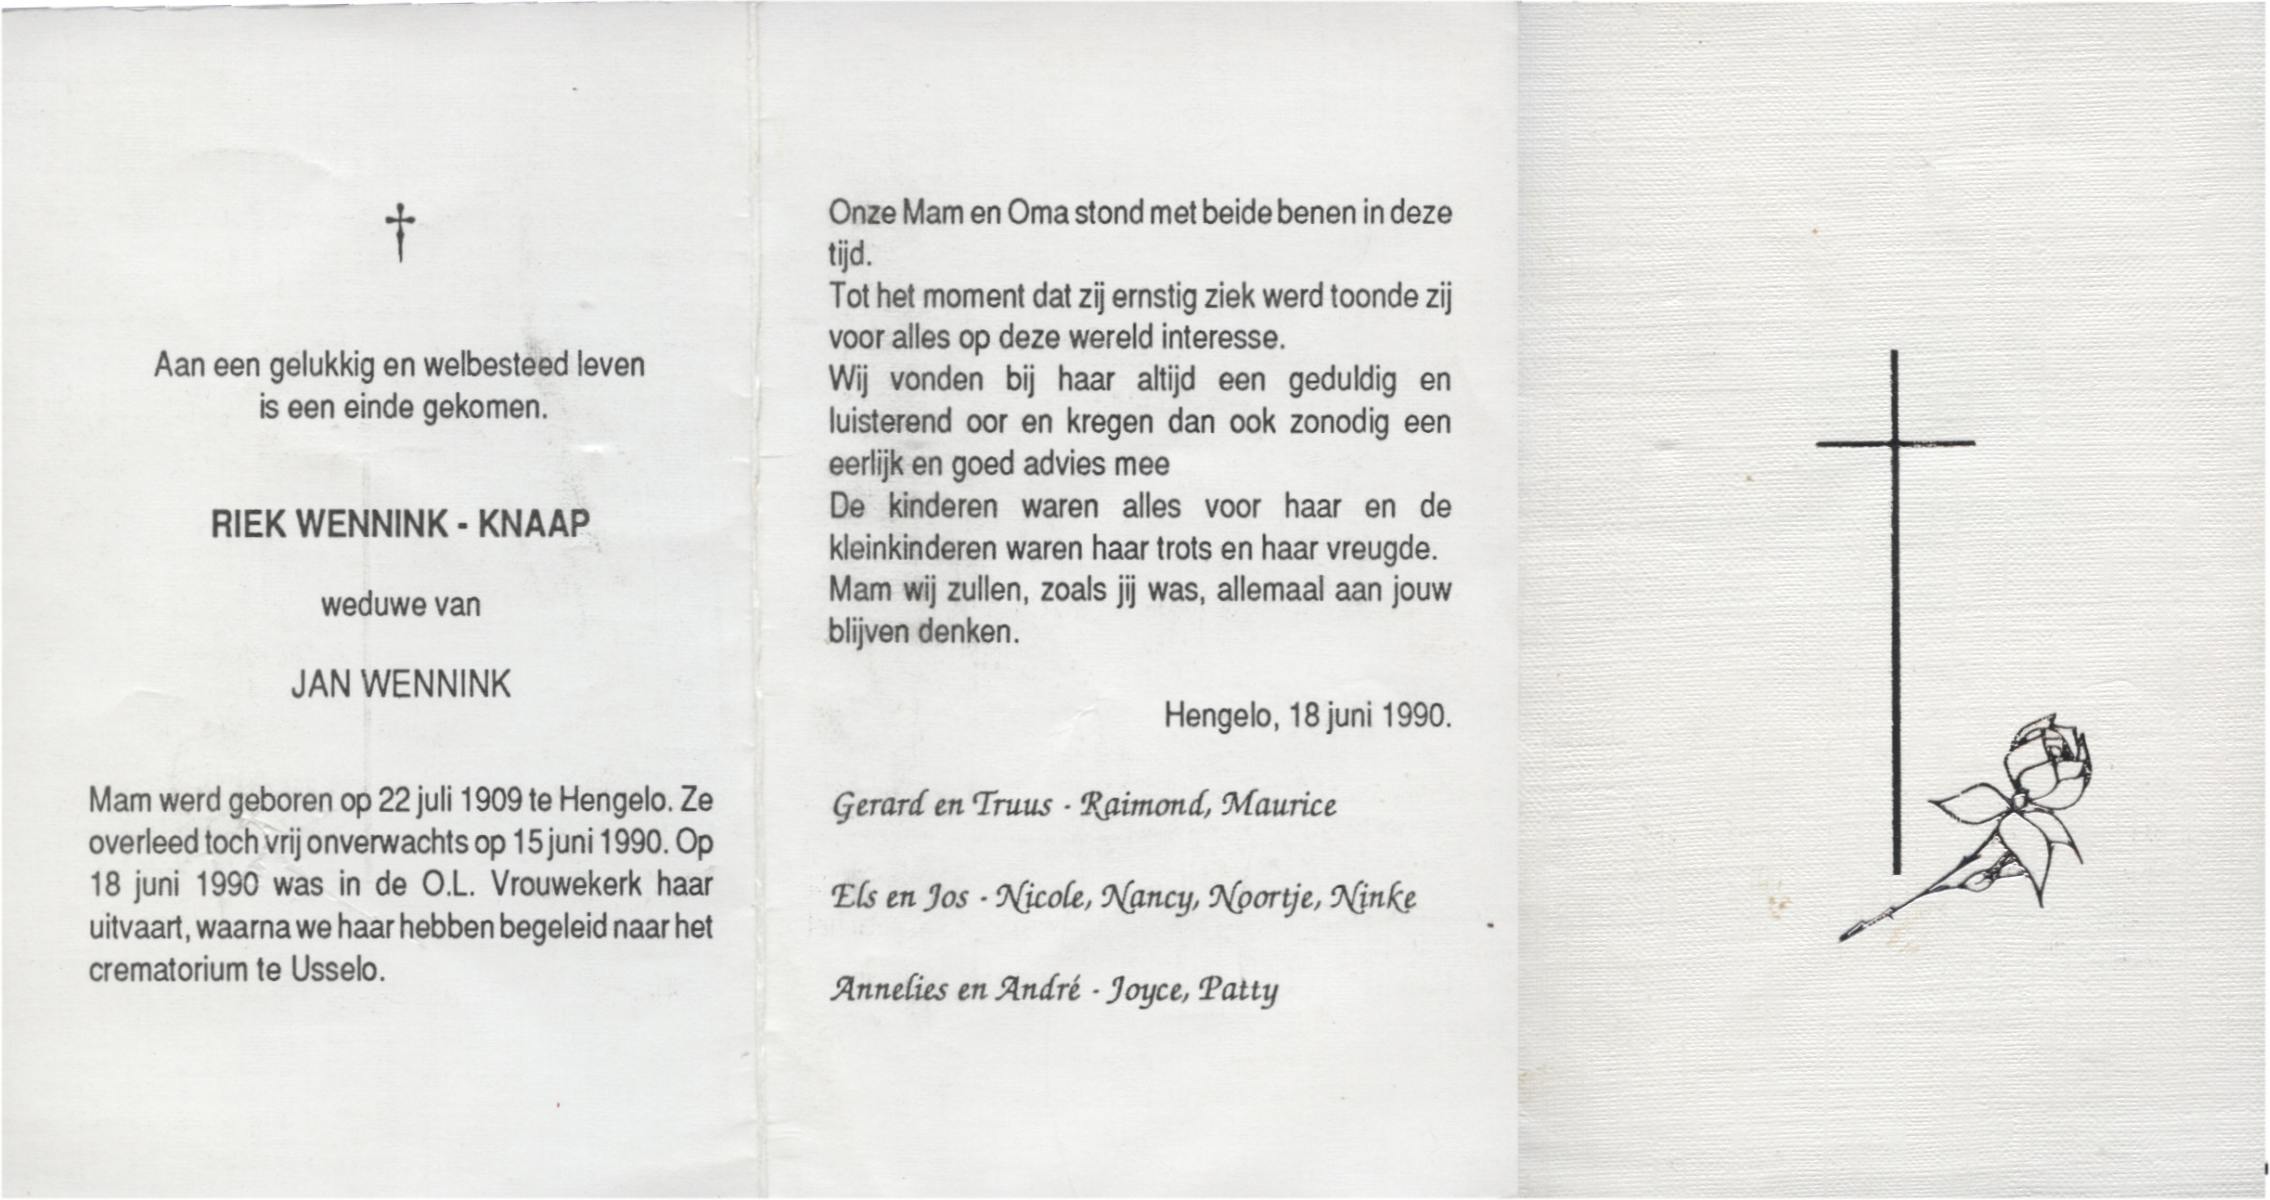 Aan een gelukkig en welbesteed leven
is een einde gekomen.
RIEK WENNINK - KNAAP
weduwe van
JAN WENNINK
Mam werd geboren op 22 juli 1909 te Hengelo. Ze
overleed toch vrij onverwachts op 15 juni 1990. Op
18 juni 1990 was in de O.L. Vrouwekerk haar
uitvaart, waarna we haar hebben begeleid naar het
crematorium te Usselo.
Onze Mam en Oma stond met beide benen in deze
tijd.
Tot het moment dat zij ernstig ziek werd toonde zij
voor alles op deze wereld interesse.
Wij vonden bij haar altijd een geduldig en
luisterend oor en kregen dan ook zonodig een
eerlijk en goed advies mee
De kinderen waren alles voor haar en de
kleinkinderen waren haar trots en haar vreugde.
Mam wij zullen, zoals jij was, allemaal aan jouw
blijven denken.
Hengelo, 18 juni 1990.
Gerard en Truus - Raimond, Maurice
Els en Jos - Nicole, Nancy, Noortje, Ninke
Annelies en André - Joyce, Patty